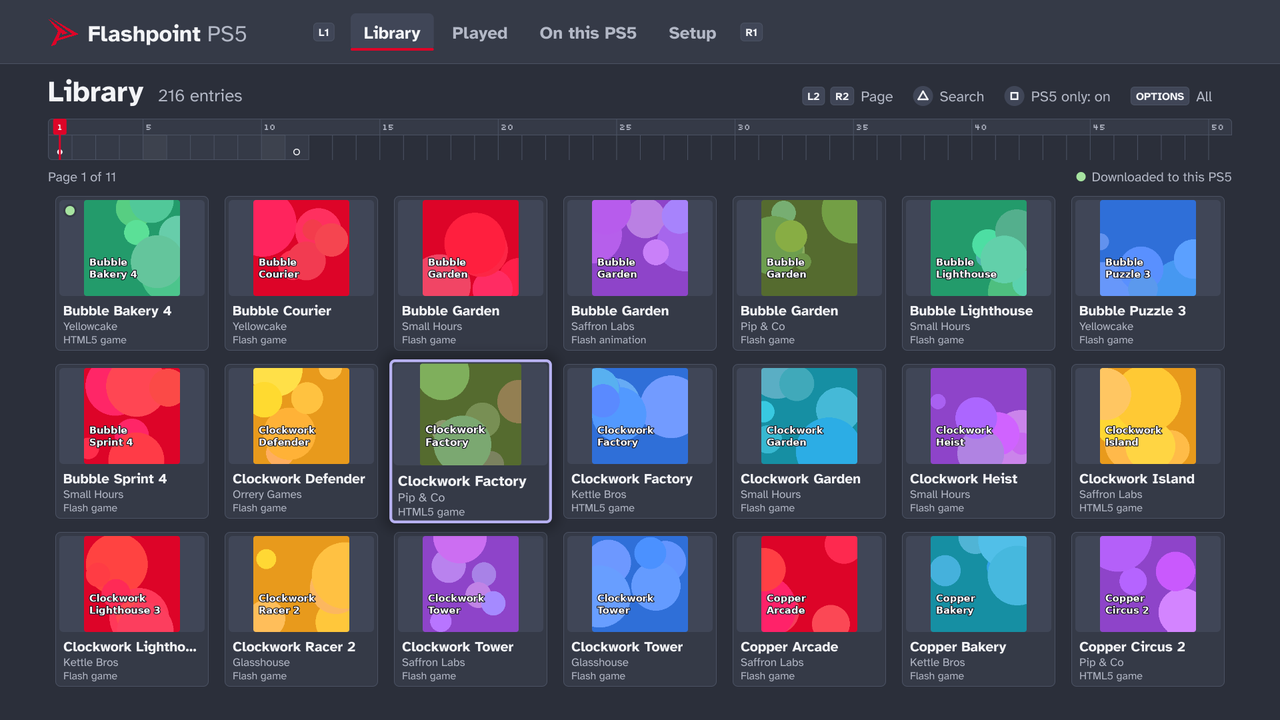 Flashpoint PS5
L1
Library
Played
On this PS5
Setup
R1
Library 216 entries
L2 R2 Page
Search
PS5 only: on
OPTIONS All
1 5 10 15 20 25 30 35 40 45 50
Page 1 of 11
Downloaded to this PS5
Bubble
Bakery 4
Bubble Bakery 4
Yellowcake
HTML5 game
Bubble
Courier
Bubble Courier
Yellowcake
Flash game
Bubble
Garden
Bubble Garden
Small Hours
Flash game
Bubble
Garden
Bubble Garden
Saffron Labs
Flash animation
Bubble
Garden
Bubble Garden
Pip & Co
Flash game
Bubble
Lighthouse
Bubble Lighthouse
Small Hours
Flash game
Bubble
Puzzle 3
Bubble Puzzle 3
Yellowcake
Flash game
Bubble
Sprint 4
Bubble Sprint 4
Small Hours
Flash game
Clockwork
Defender
Clockwork Defender
Orrery Games
Flash game
Clockwork
Factory
Clockwork Factory
Pip & Co
HTML5 game
Clockwork
Factory
Clockwork Factory
Kettle Bros
HTML5 game
Clockwork
Garden
Clockwork Garden
Small Hours
Flash game
Clockwork
Heist
Clockwork Heist
Small Hours
Flash game
Clockwork
Island
Clockwork Island
Saffron Labs
HTML5 game
Clockwork
Lighthouse 3
Clockwork Lightho...
Kettle Bros
Flash game
Clockwork
Racer 2
Clockwork Racer 2
Glasshouse
Flash game
Clockwork
Tower
Clockwork Tower
Saffron Labs
Flash game
Clockwork
Tower
Clockwork Tower
Glasshouse
Flash game
Copper
Arcade
Copper Arcade
Saffron Labs
Flash game
Copper
Bakery
Copper Bakery
Kettle Bros
Flash game
Copper
Circus 2
Copper Circus 2
Pip & Co
HTML5 game